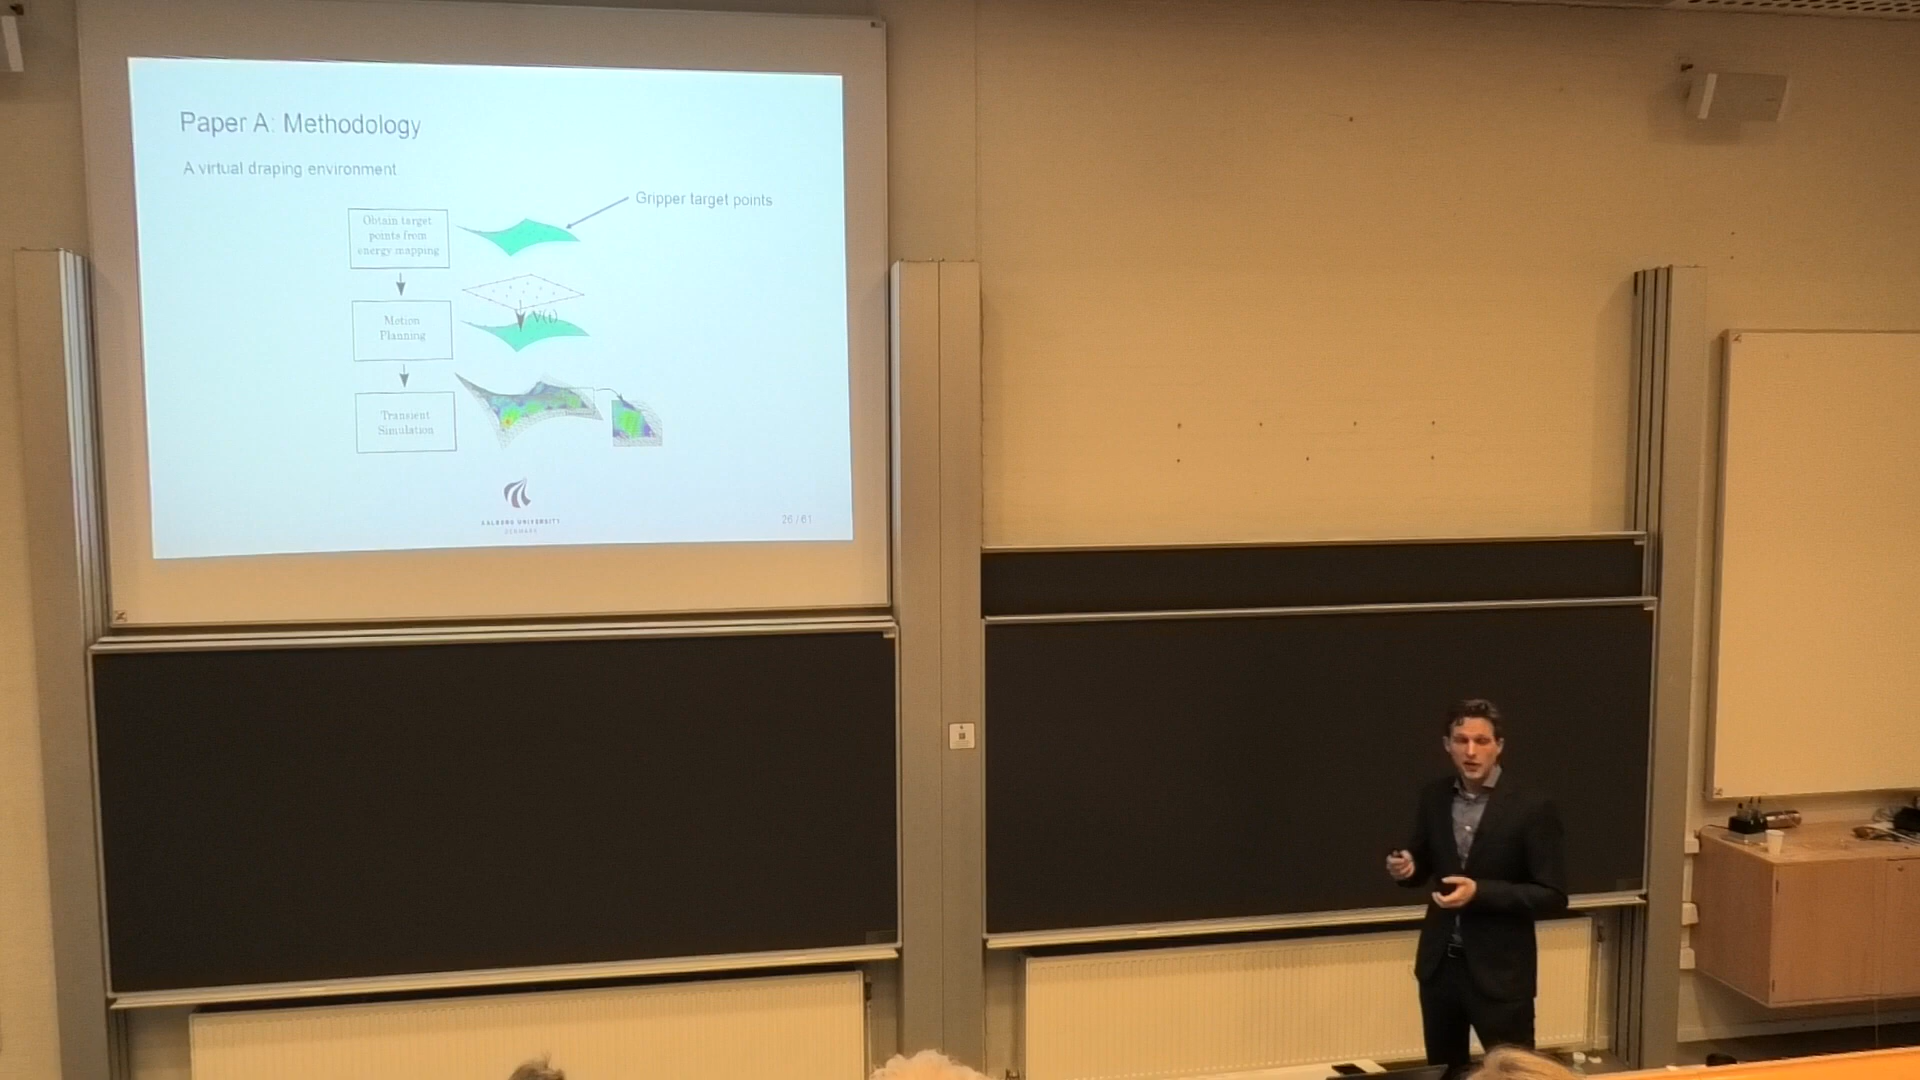 Paper A: Methodology
A virtual draping environment
Gripper target points
Obtain target
points from
energy mapping
Motion
Planning
V(t)
Transient
Simulation
AALBORG UNIVERSITY
DENMARK
26 / 61